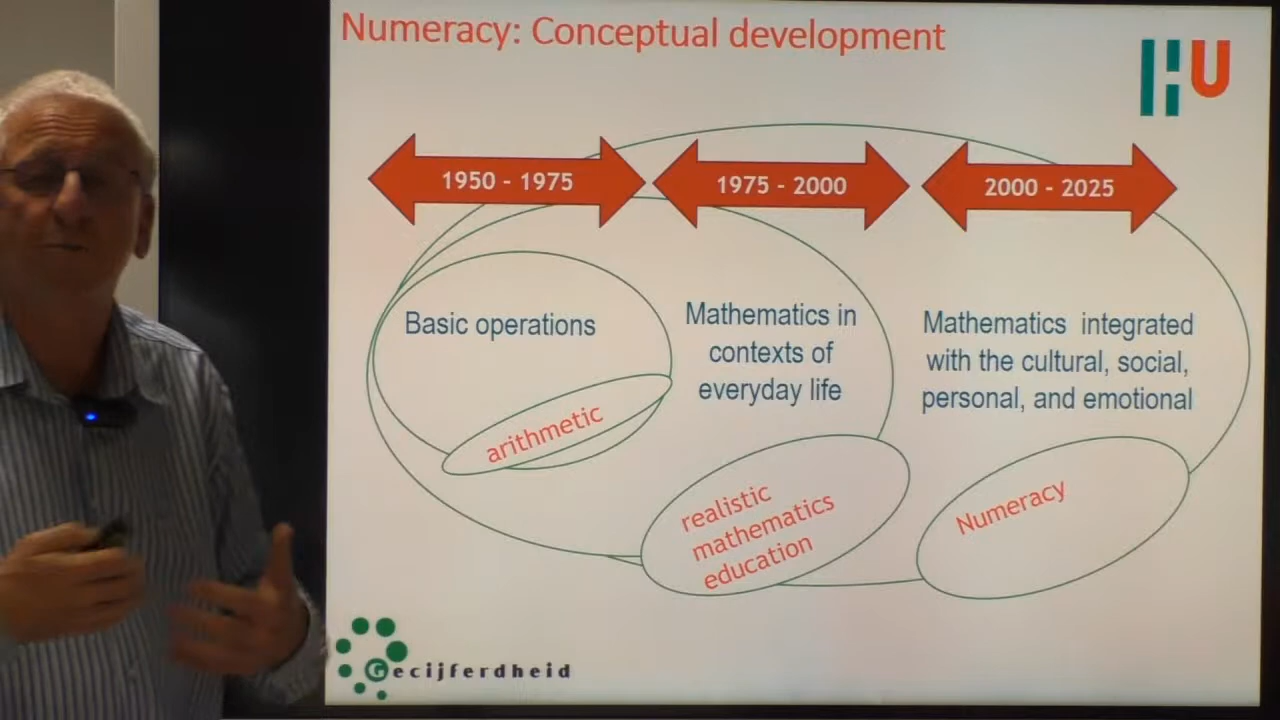 Numeracy: Conceptual development
HU
1950 - 1975
1975 - 2000
2000 - 2025
Basic operations
arithmetic
Mathematics in
contexts of
everyday life
realistic
mathematics
education
Mathematics integrated
with the cultural, social,
personal, and emotional
Numeracy
Gecijferdheid